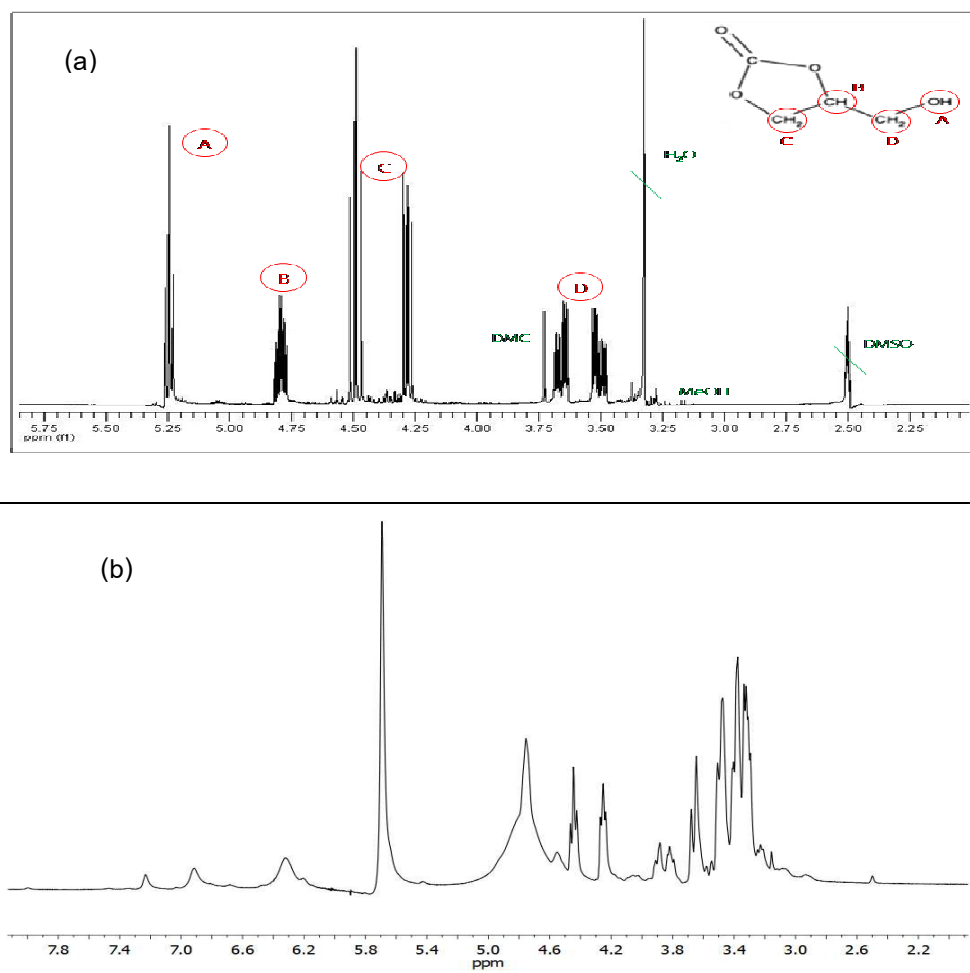 (a)
O
C
O
O
H
CH
OH
CH₂
CH₂
A
C
D
A
H₂O
C
B
D
DMC
DMSO
MeOH
5.75 5.50 5.25 5.00 4.75 4.50 4.25 4.00 3.75 3.50 3.25 3.00 2.75 2.50 2.25
ppm (f1)
(b)
7.8 7.4 7.0 6.6 6.2 5.8 5.4 5.0 4.6 4.2 3.8 3.4 3.0 2.6 2.2
ppm